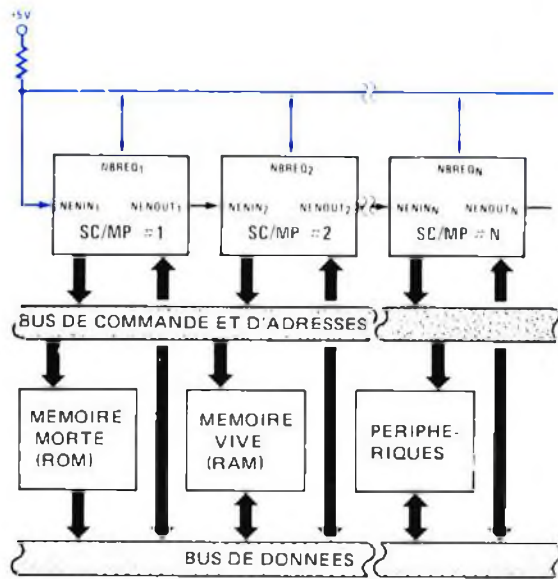 +5V
NBREQ1 NBREQ2 NBREQN
NENIN1 NENOUT1 NENIN2 NENOUT2 NENINN NENOUTN
SC/MP =1 SC/MP =2 SC/MP =N
BUS DE COMMANDE ET D'ADRESSES
MEMOIRE
MORTE
(ROM)
MEMOIRE
VIVE
(RAM)
PERIPHE-
RIQUES
BUS DE DONNEES